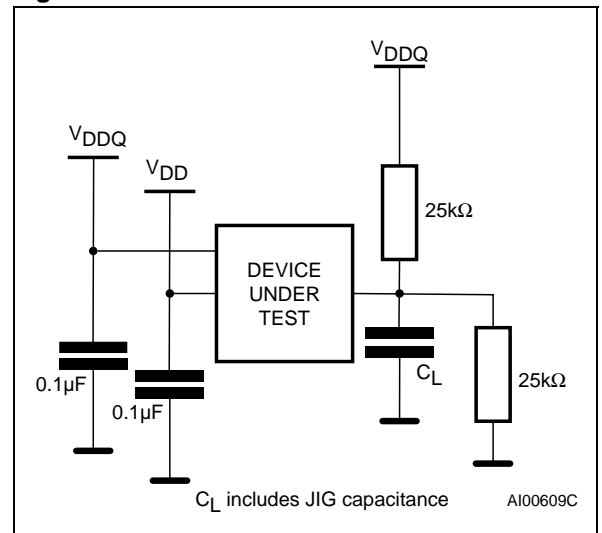 VDDQ
VDDQ
VDD
25kΩ
DEVICE
UNDER
TEST
0.1µF
0.1µF
CL
25kΩ
CL includes JIG capacitance
AI00609C